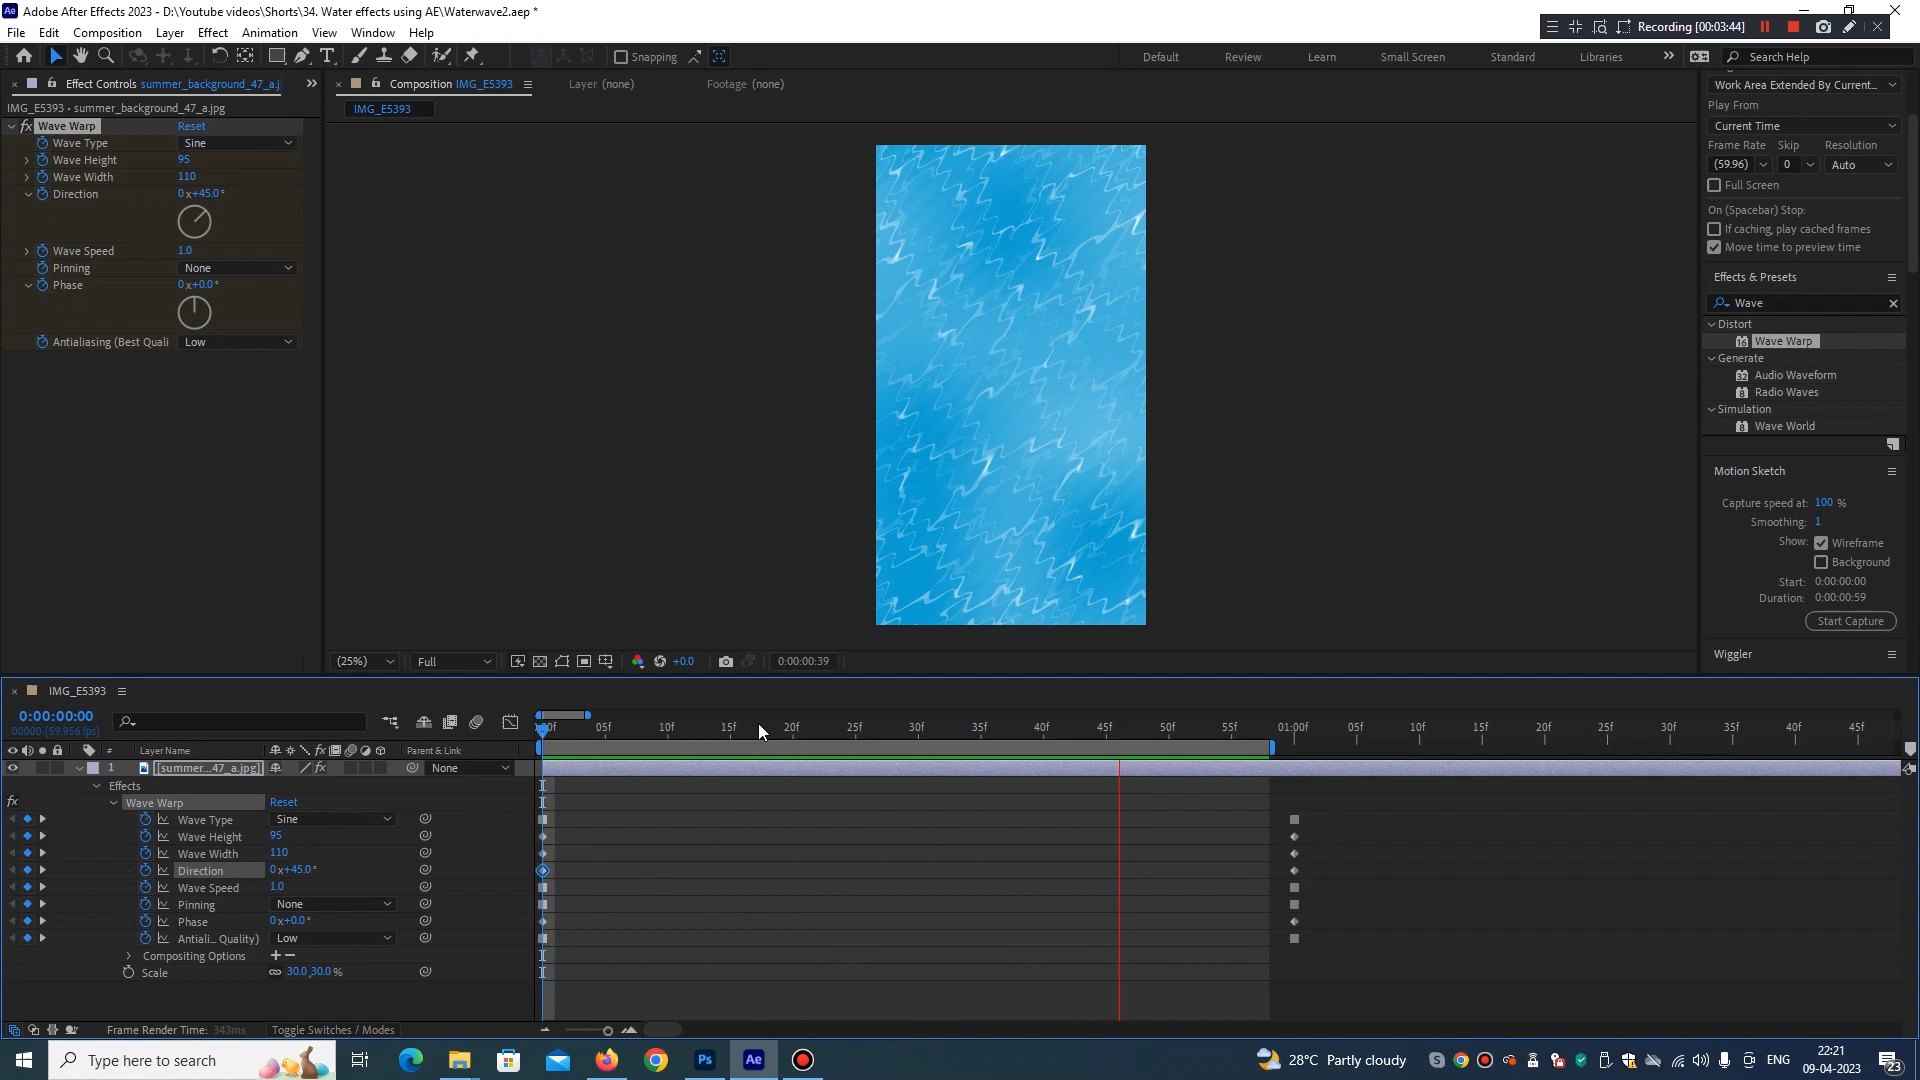 Adobe After Effects 2023 - D:\Youtube videos\Shorts\34. Water effects using AE\Waterwave2.aep *
Recording [00:03:44]
File Edit Composition Layer Effect Animation View Window Help
Snapping
Default Review Learn Small Screen Standard Libraries
Search Help
Effect Controls summer_background_47_a.j
Composition IMG_E5393
Layer (none)
Footage (none)
IMG_E5393 • summer_background_47_a.jpg
IMG_E5393
fx Wave Warp Reset
Wave Type Sine
Wave Height 95
Wave Width 110
Direction 0x+45.0°
Wave Speed 1.0
Pinning None
Phase 0x+0.0°
Antialiasing (Best Quali Low
Work Area Extended By Current...
Play From
Current Time
Frame Rate Skip Resolution
(59.96) 0 Auto
Full Screen
On (Spacebar) Stop:
If caching, play cached frames
Move time to preview time
Effects & Presets
Wave
Distort
Wave Warp
Generate
Audio Waveform
Radio Waves
Simulation
Wave World
Motion Sketch
Capture speed at: 100 %
Smoothing: 1
Show: Wireframe
Background
Start: 0:00:00:00
Duration: 0:00:00:59
Start Capture
Wiggler
(25%) Full +0.0 0:00:00:39
IMG_E5393
0:00:00:00
00000 (59.956 fps)
05f 10f 15f 20f 25f 30f 35f 40f 45f 50f 55f 01:00f 05f 10f 15f 20f 25f 30f 35f 40f 45f
# Layer Name fx Parent & Link
1 [summer...47_a.jpg] fx None
Effects
fx Wave Warp Reset
Wave Type Sine
Wave Height 95
Wave Width 110
Direction 0x+45.0°
Wave Speed 1.0
Pinning None
Phase 0x+0.0°
Antiali... Quality) Low
Compositing Options + −
Scale 30.0,30.0%
Frame Render Time: 343ms Toggle Switches / Modes
Type here to search
Ps Ae
28°C Partly cloudy
ENG
22:21
09-04-2023
23